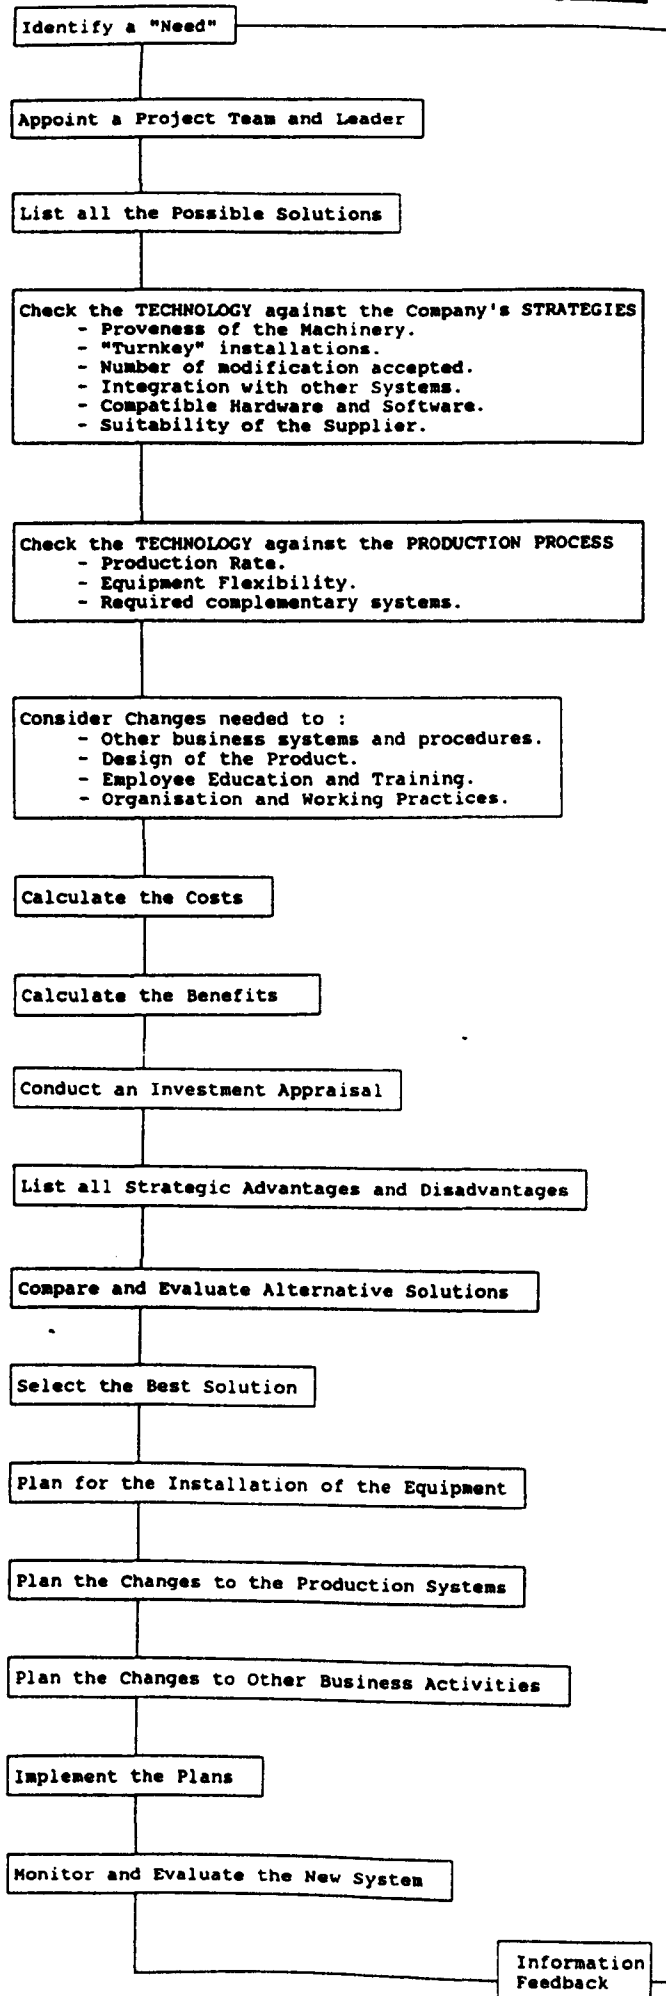 Identify a "Need"
Appoint a Project Team and Leader
List all the Possible Solutions
Check the TECHNOLOGY against the Company's STRATEGIES
- Proveness of the Machinery.
- "Turnkey" installations.
- Number of modification accepted.
- Integration with other Systems.
- Compatible Hardware and Software.
- Suitability of the Supplier.
Check the TECHNOLOGY against the PRODUCTION PROCESS
- Production Rate.
- Equipment Flexibility.
- Required complementary systems.
Consider Changes needed to :
- Other business systems and procedures.
- Design of the Product.
- Employee Education and Training.
- Organisation and Working Practices.
Calculate the Costs
Calculate the Benefits
Conduct an Investment Appraisal
List all Strategic Advantages and Disadvantages
Compare and Evaluate Alternative Solutions
Select the Best Solution
Plan for the Installation of the Equipment
Plan the Changes to the Production Systems
Plan the Changes to Other Business Activities
Implement the Plans
Monitor and Evaluate the New System
Information
Feedback